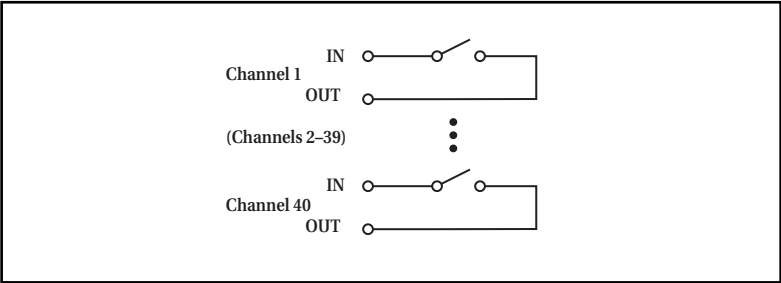 IN
Channel 1
OUT
(Channels 2–39)
IN
Channel 40
OUT